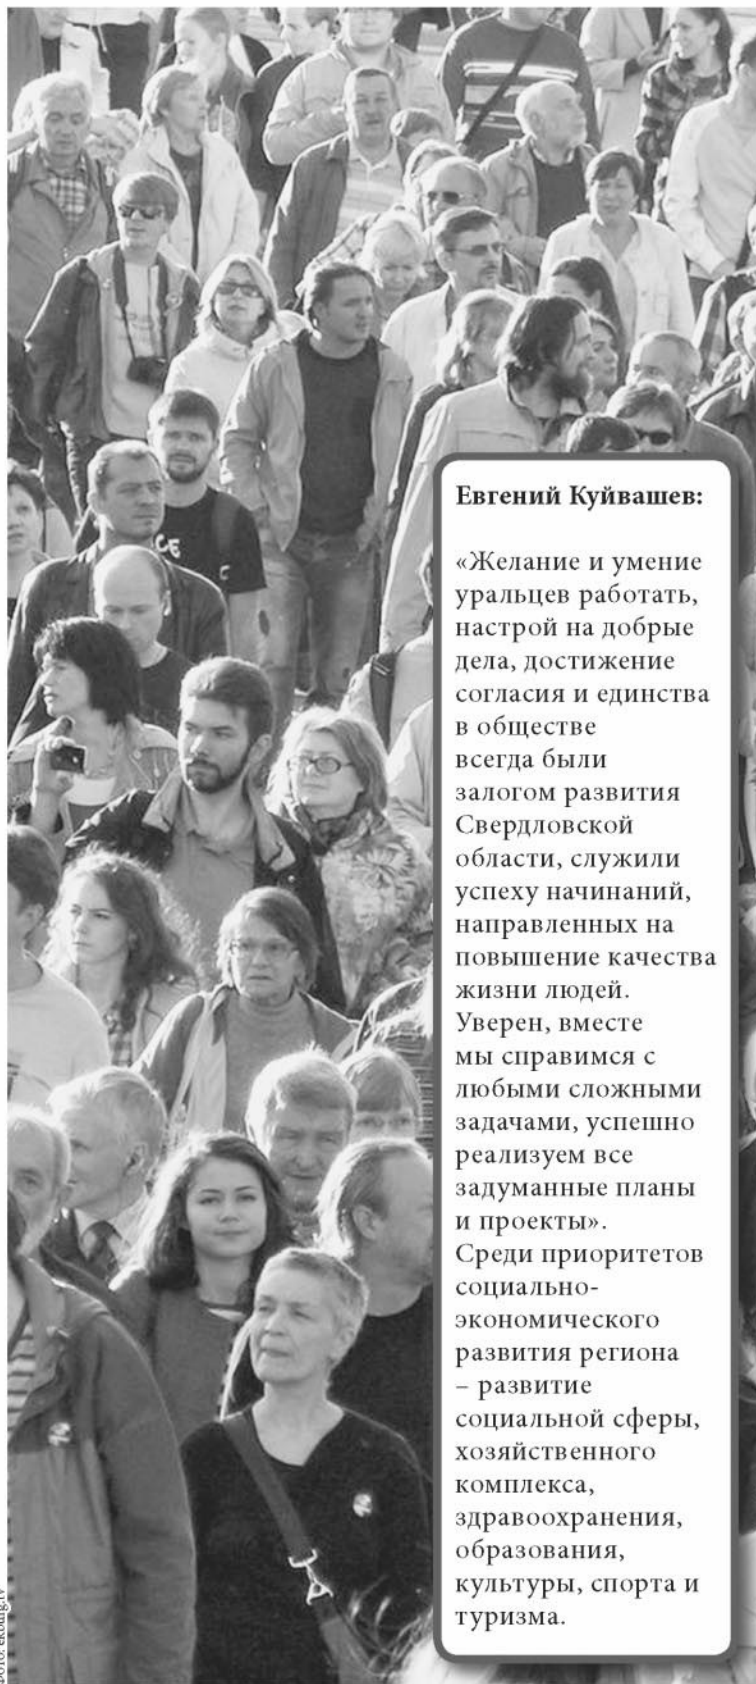 Евгений Куйвашев:
«Желание и умение
уральцев работать,
настрой на добрые
дела, достижение
согласия и единства
в обществе
всегда были
залогом развития
Свердловской
области, служили
успеху начинаний,
направленных на
повышение качества
жизни людей.
Уверен, вместе
мы справимся с
любыми сложными
задачами, успешно
реализуем все
задуманные планы
и проекты».
Среди приоритетов
социально-
экономического
развития региона
– развитие
социальной сферы,
хозяйственного
комплекса,
здравоохранения,
образования,
культуры, спорта и
туризма.